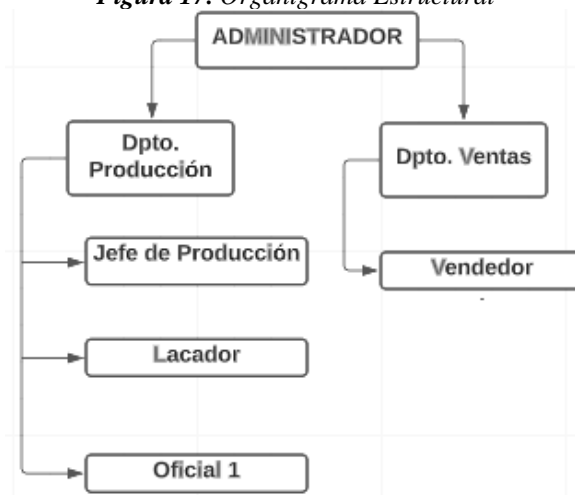 Figura 17. Organigrama Estructural
ADMINISTRADOR
Dpto.
Producción
Dpto. Ventas
Jefe de Producción
Vendedor
Lacador
Oficial 1